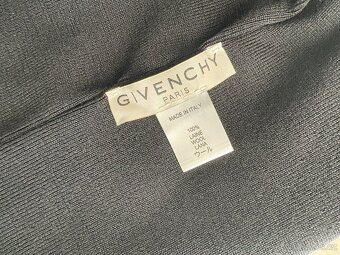 GIVENCHY
PARIS
MADE IN ITALY
100%
LAINE
WOOL
LANA
ウール